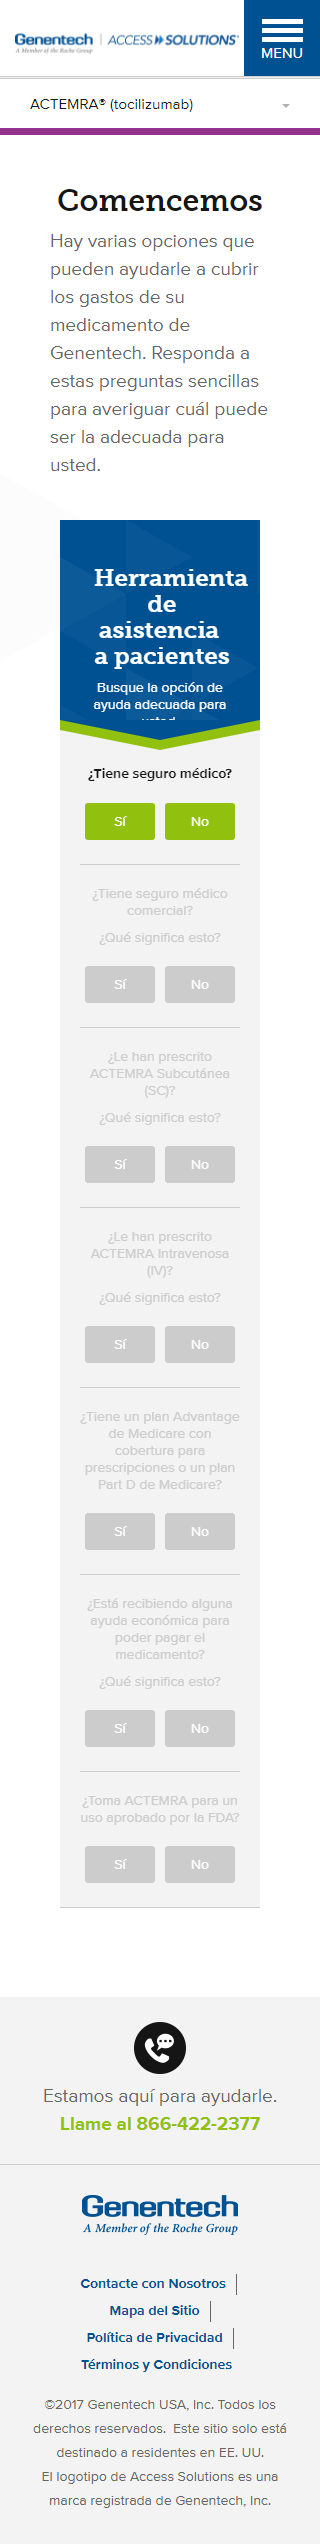 Genentech | ACCESS SOLUTIONS®
A Member of the Roche Group
MENU
ACTEMRA® (tocilizumab)
Comencemos
Hay varias opciones que
pueden ayudarle a cubrir
los gastos de su
medicamento de
Genentech. Responda a
estas preguntas sencillas
para averiguar cuál puede
ser la adecuada para
usted.
Herramienta
de
asistencia
a pacientes
Busque la opción de
ayuda adecuada para
usted
¿Tiene seguro médico?
Sí No
¿Tiene seguro médico
comercial?
¿Qué significa esto?
Sí No
¿Le han prescrito
ACTEMRA Subcutánea
(SC)?
¿Qué significa esto?
Sí No
¿Le han prescrito
ACTEMRA Intravenosa
(IV)?
¿Qué significa esto?
Sí No
¿Tiene un plan Advantage
de Medicare con
cobertura para
prescripciones o un plan
Part D de Medicare?
Sí No
¿Está recibiendo alguna
ayuda económica para
poder pagar el
medicamento?
¿Qué significa esto?
Sí No
¿Toma ACTEMRA para un
uso aprobado por la FDA?
Sí No
Estamos aquí para ayudarle.
Llame al 866-422-2377
Genentech
A Member of the Roche Group
Contacte con Nosotros
Mapa del Sitio
Política de Privacidad
Términos y Condiciones
©2017 Genentech USA, Inc. Todos los
derechos reservados. Este sitio solo está
destinado a residentes en EE. UU.
El logotipo de Access Solutions es una
marca registrada de Genentech, Inc.